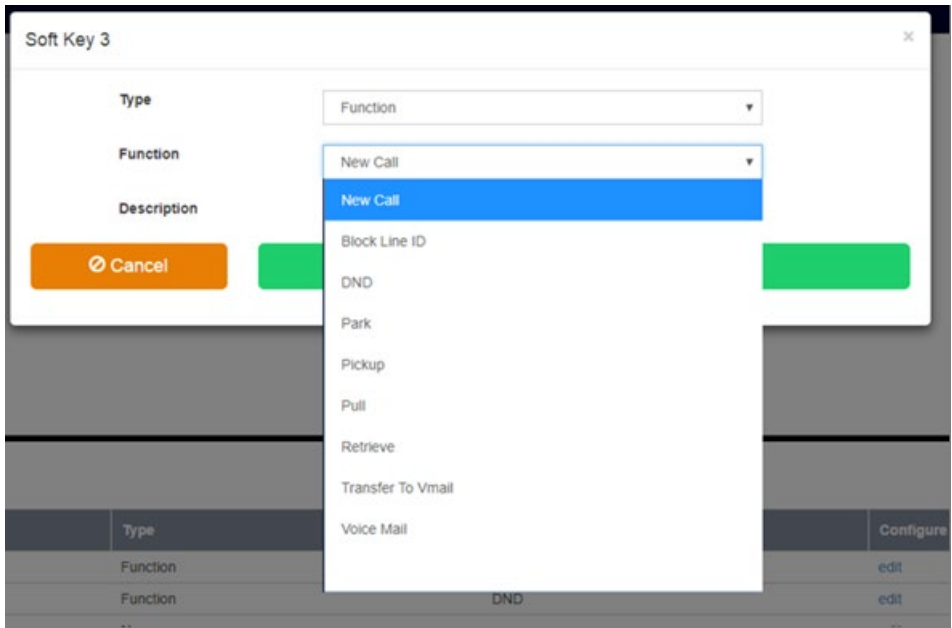 Soft Key 3 ×
Type Function
Function New Call
New Call
Description
Block Line ID
Cancel
DND
Park
Pickup
Pull
Retrieve
Transfer To Vmail
Voice Mail
Type Configure
Function edit
Function DND edit